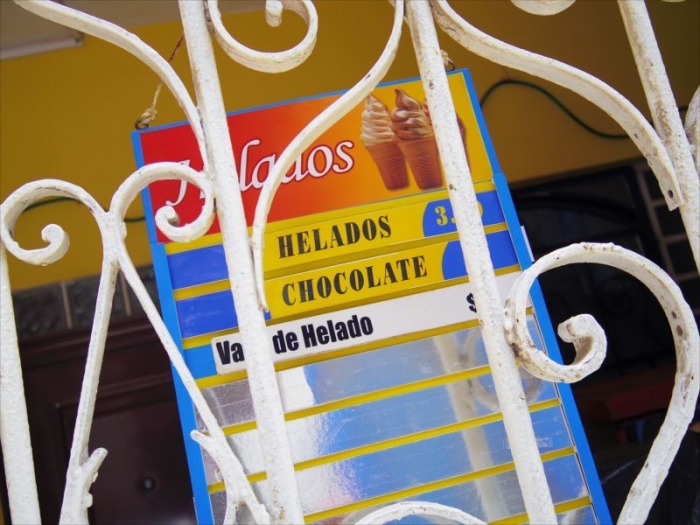 Helados
HELADOS
CHOCOLATE
de Helado $